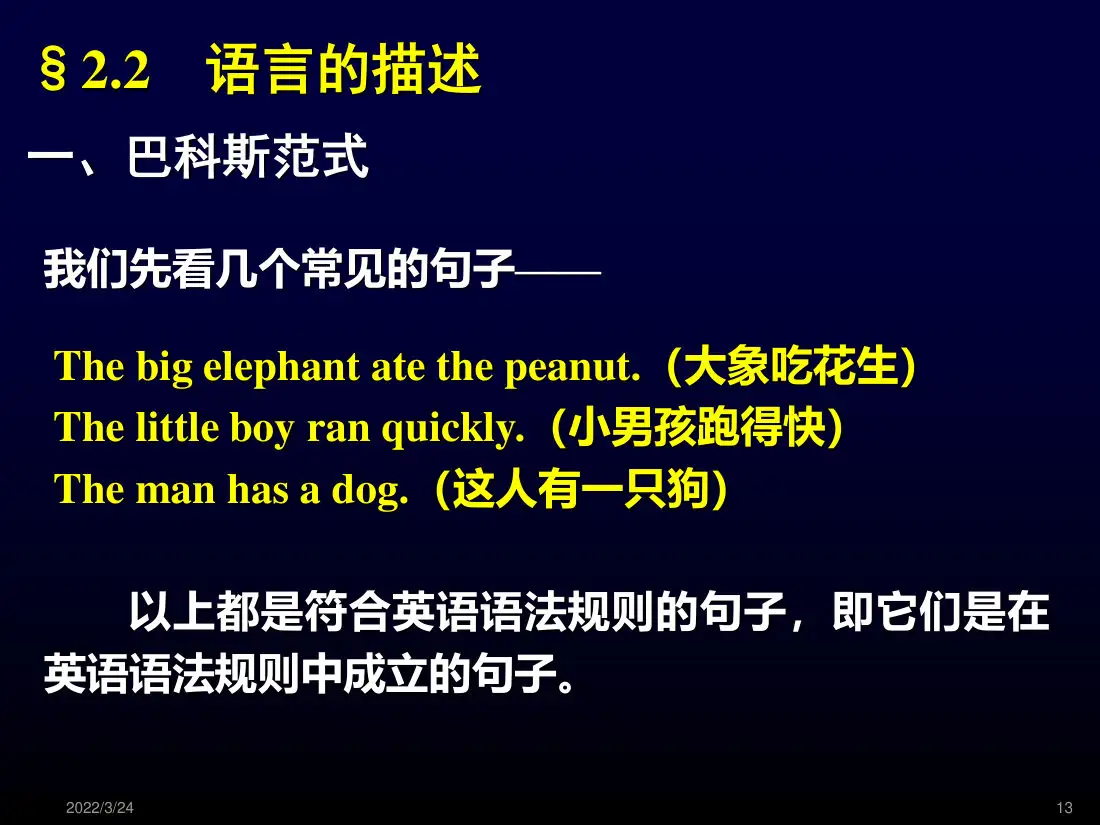 §2.2 语言的描述
一、巴科斯范式
我们先看几个常见的句子——
The big elephant ate the peanut.（大象吃花生）
The little boy ran quickly.（小男孩跑得快）
The man has a dog.（这人有一只狗）
以上都是符合英语语法规则的句子，即它们是在
英语语法规则中成立的句子。
2022/3/24
13